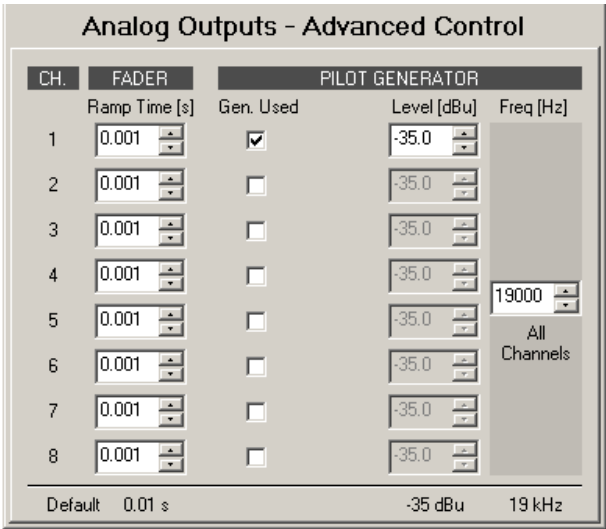 Analog Outputs - Advanced Control
CH. FADER PILOT GENERATOR
Ramp Time [s] Gen. Used Level [dBu] Freq [Hz]
1 0.001 -35.0
2 0.001 -35.0
3 0.001 -35.0
4 0.001 -35.0
19000
5 0.001 -35.0
All
Channels
6 0.001 -35.0
7 0.001 -35.0
8 0.001 -35.0
Default 0.01 s -35 dBu 19 kHz